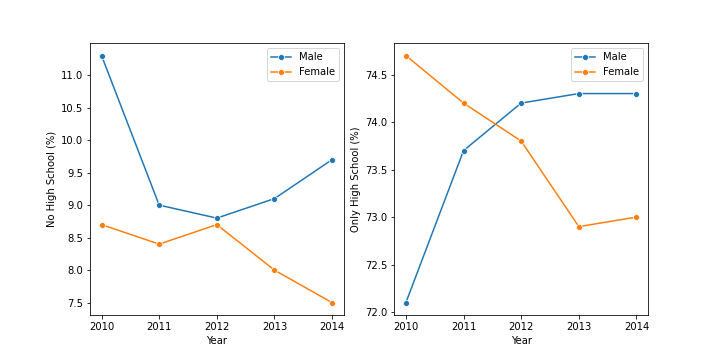 No High School (%)
11.0
10.5
10.0
9.5
9.0
8.5
8.0
7.5
2010 2011 2012 2013 2014
Year
Male
Female
Only High School (%)
74.5
74.0
73.5
73.0
72.5
72.0
2010 2011 2012 2013 2014
Year
Male
Female